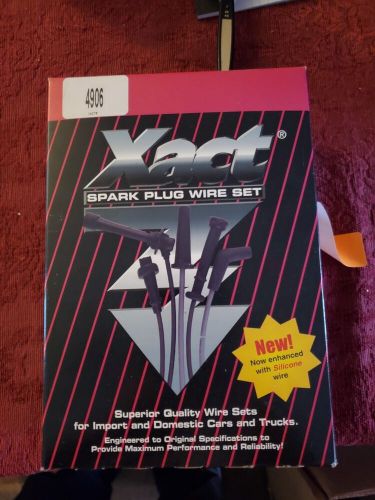 4906
Xact®
SPARK PLUG WIRE SET
New!
Now enhanced
with Silicone
wire
Superior Quality Wire Sets
for Import and Domestic Cars and Trucks.
Engineered to Original Specifications to
Provide Maximum Performance and Reliability!